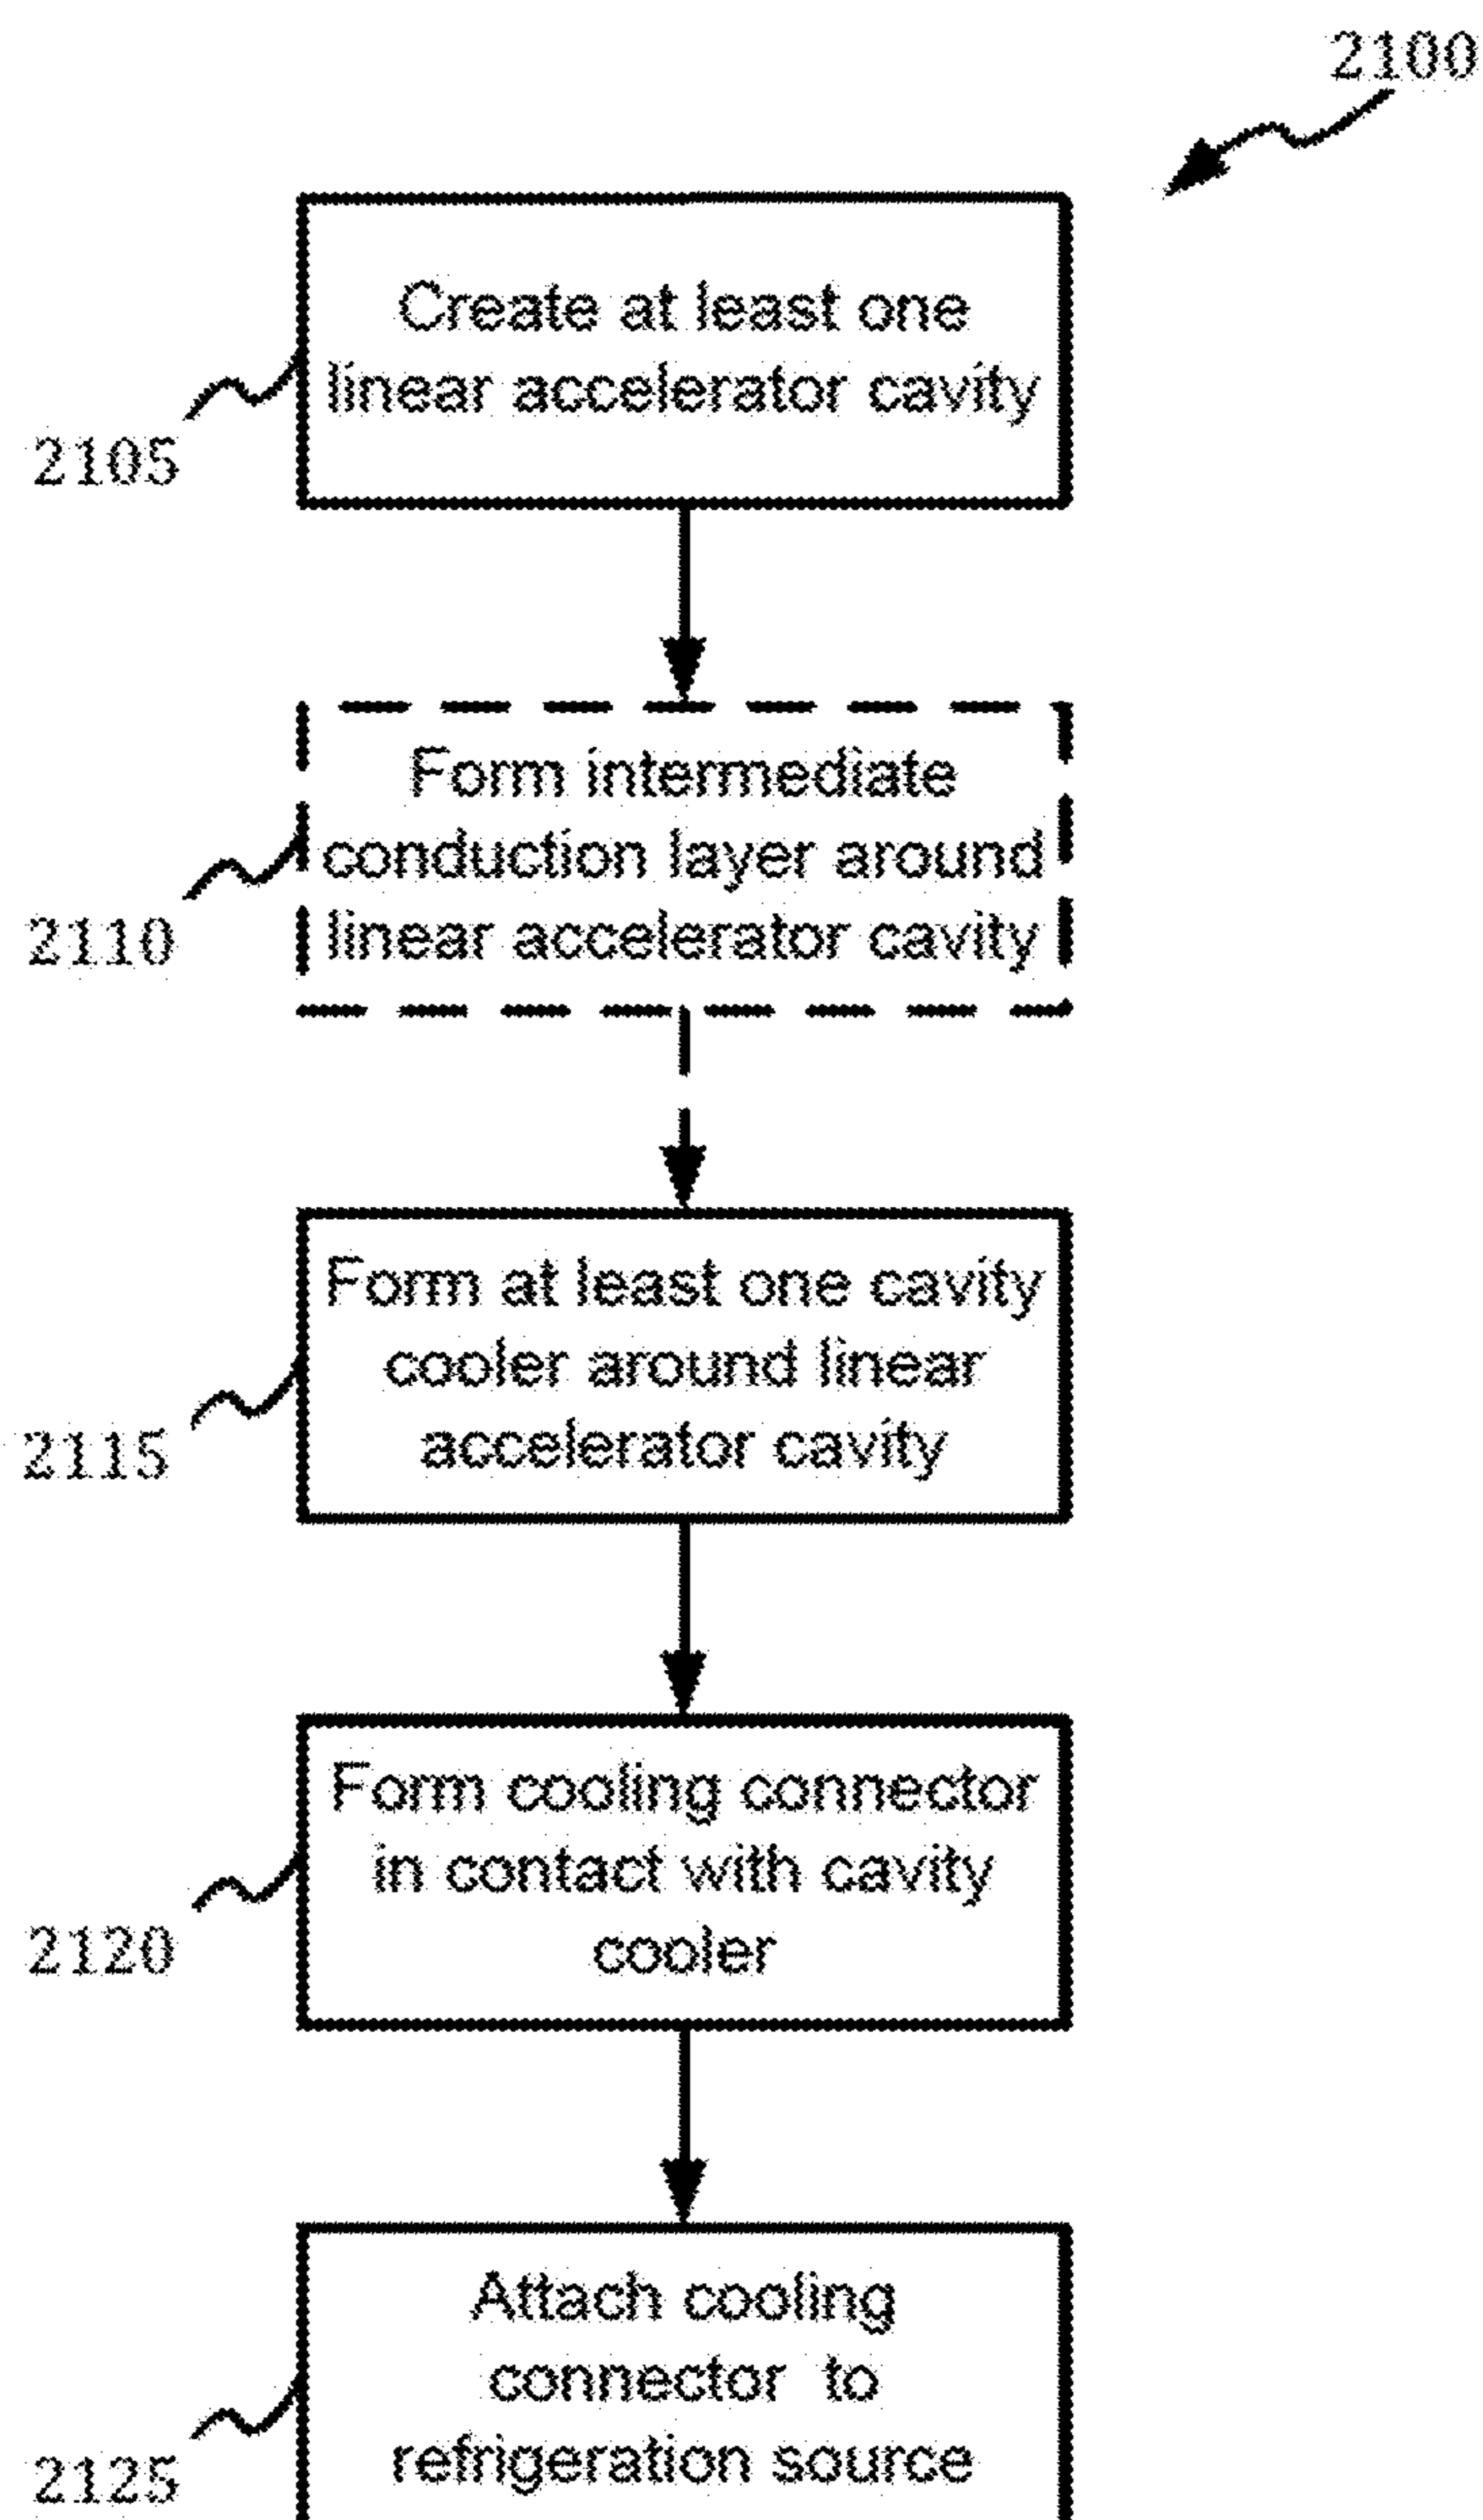 2100
Create at least one
linear accelerator cavity
2105
Form intermediate
conduction layer around
linear accelerator cavity
2110
Form at least one cavity
cooler around linear
accelerator cavity
2115
Form cooling connector
in contact with cavity
cooler
2120
Attach cooling
connector to
refrigeration source
2125